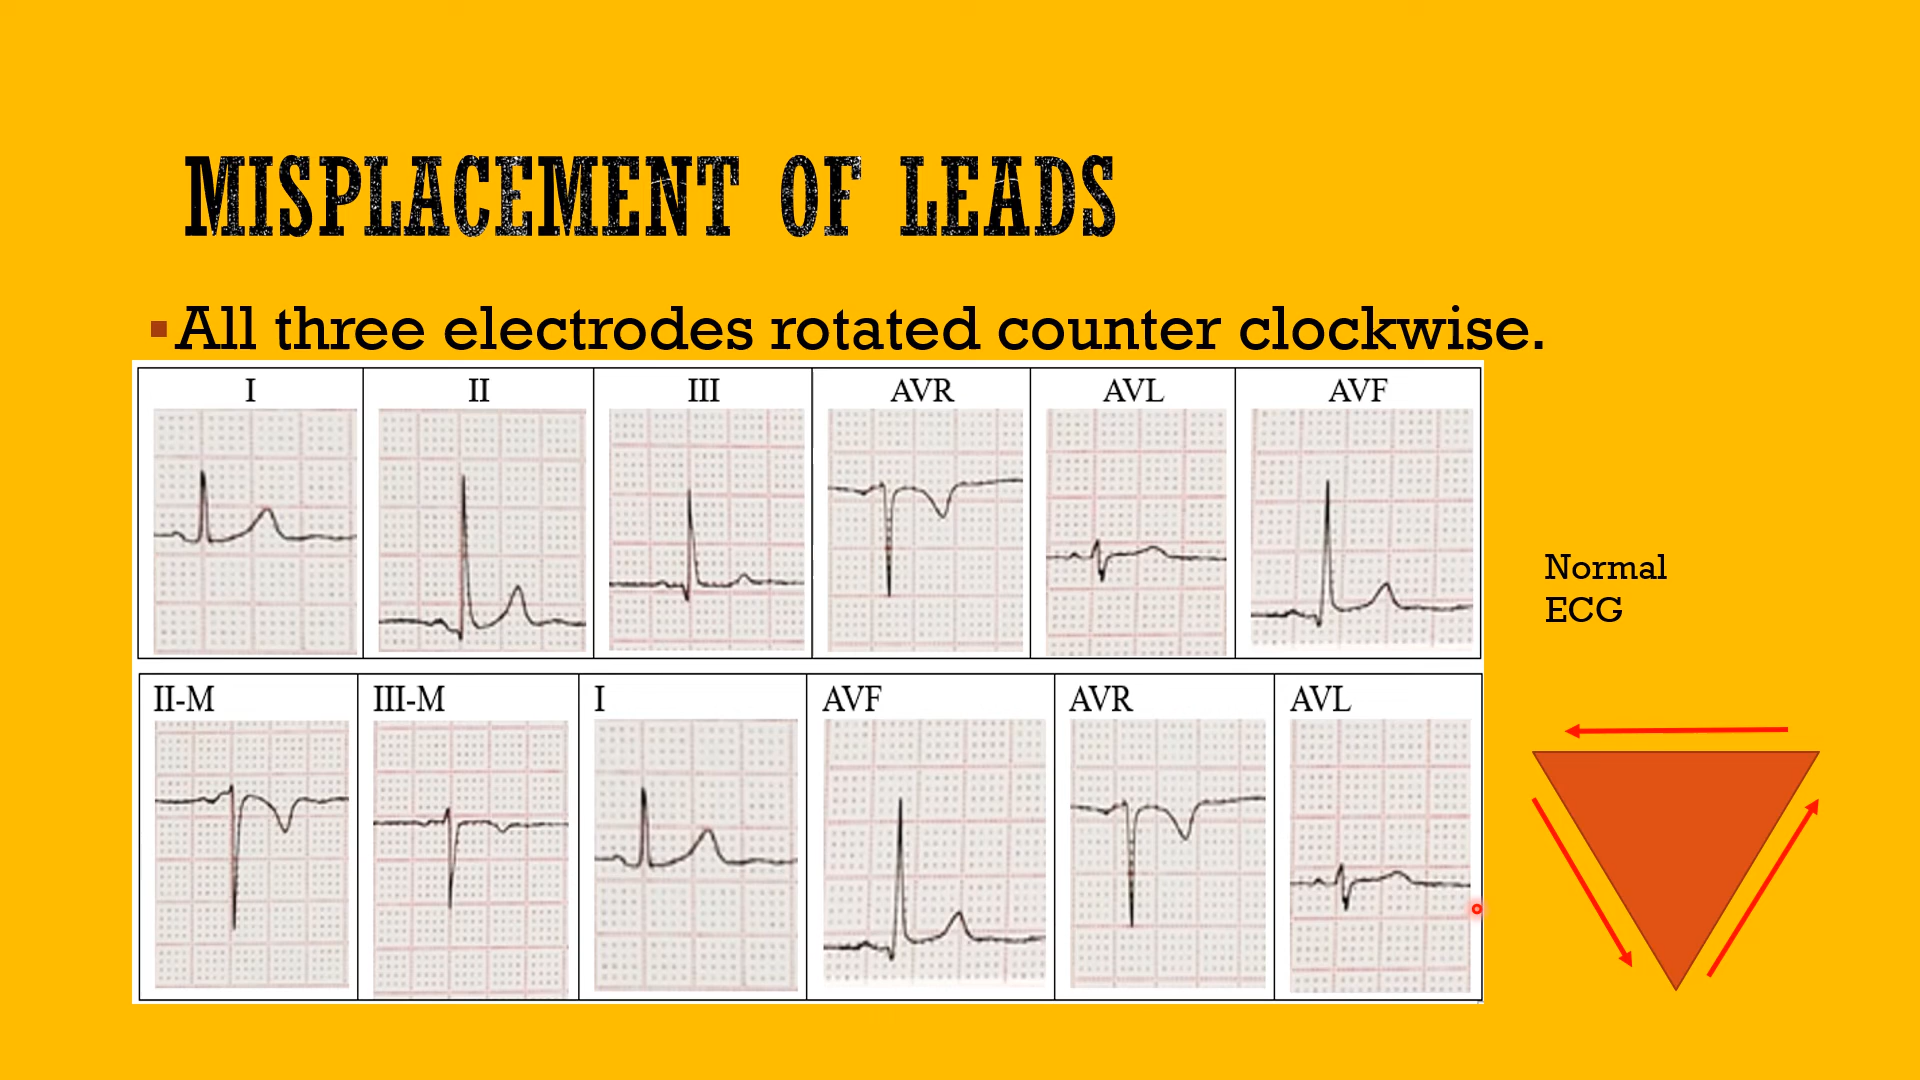 MISPLACEMENT OF LEADS
▪All three electrodes rotated counter clockwise.
I II III AVR AVL AVF
Normal
ECG
II-M III-M I AVF AVR AVL